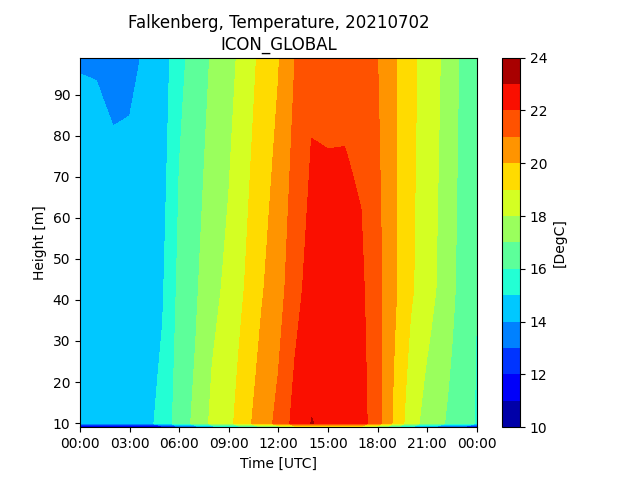 Falkenberg, Temperature, 20210702
ICON_GLOBAL
Height [m]
90
80
70
60
50
40
30
20
10
00:00 03:00 06:00 09:00 12:00 15:00 18:00 21:00 00:00
Time [UTC]
24
22
20
18
16
14
12
10
[DegC]